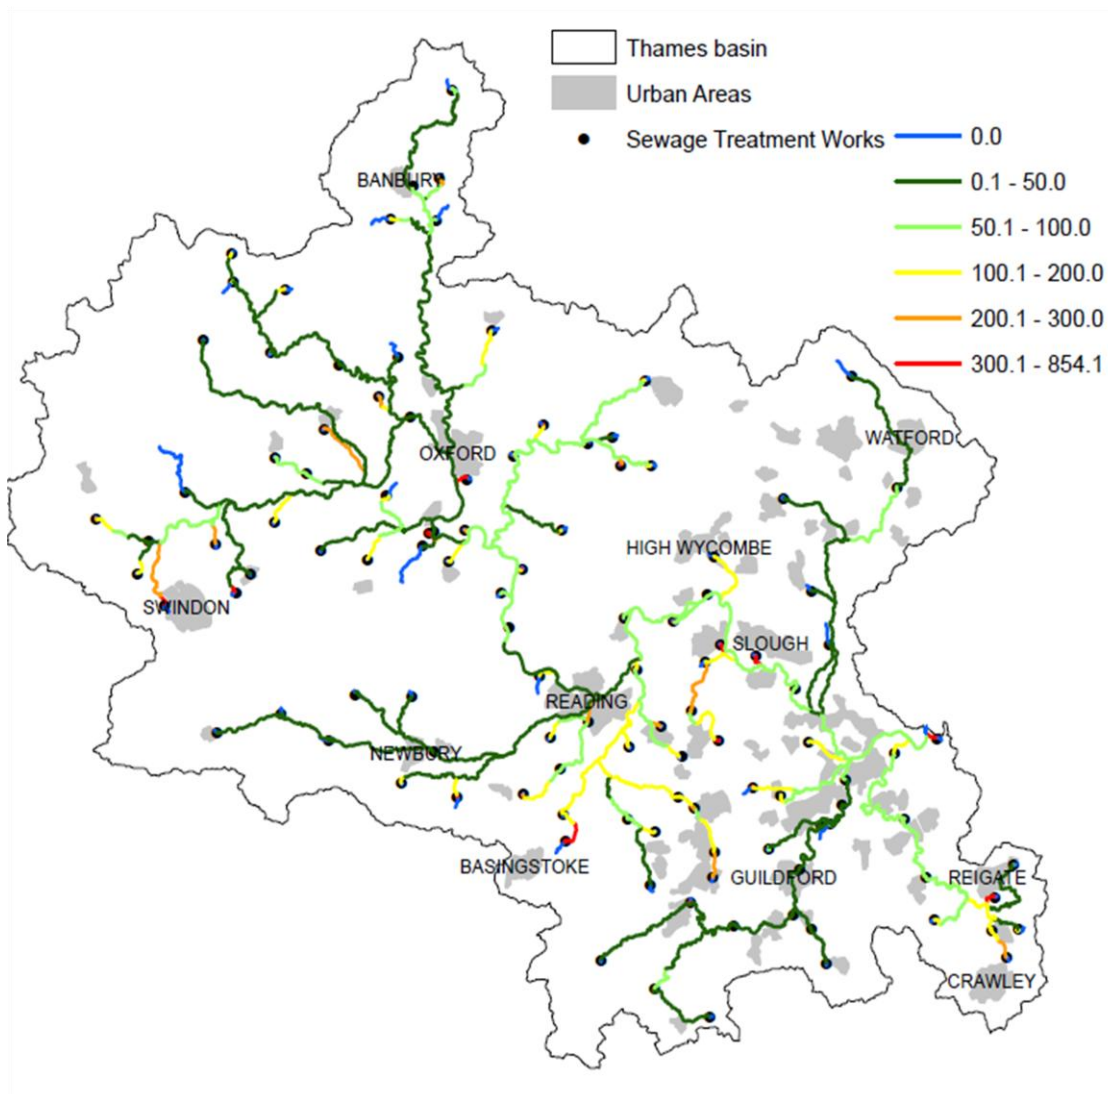 Thames basin
Urban Areas
Sewage Treatment Works
0.0
0.1 - 50.0
50.1 - 100.0
100.1 - 200.0
200.1 - 300.0
300.1 - 854.1
BANBURY
WATFORD
OXFORD
HIGH WYCOMBE
SWINDON
SLOUGH
READING
NEWBURY
BASINGSTOKE
GUILDFORD
REIGATE
CRAWLEY